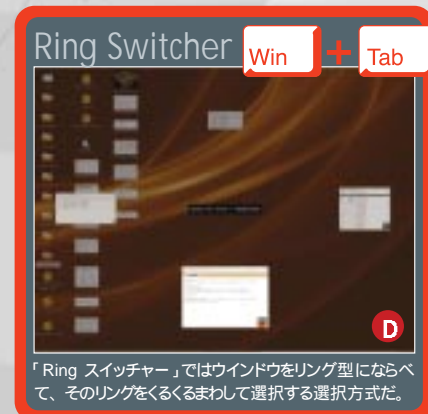 Ring Switcher Win + Tab
D
「Ring スイッチャー」ではウインドウをリング型にならべ
て、そのリングをくるくるまわして選択する選択方式だ。